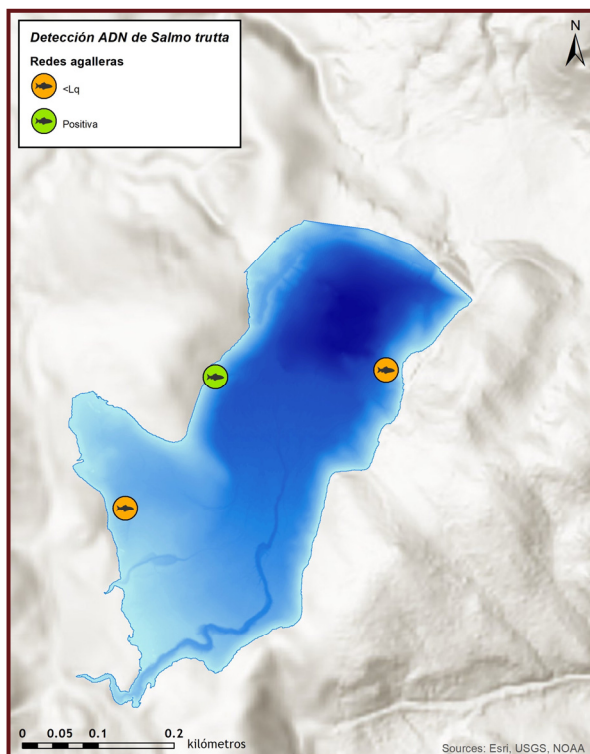 Detección ADN de Salmo trutta
Redes agalleras
<Lq
Positiva
N
0 0.05 0.1 0.2 kilómetros
Sources: Esri, USGS, NOAA